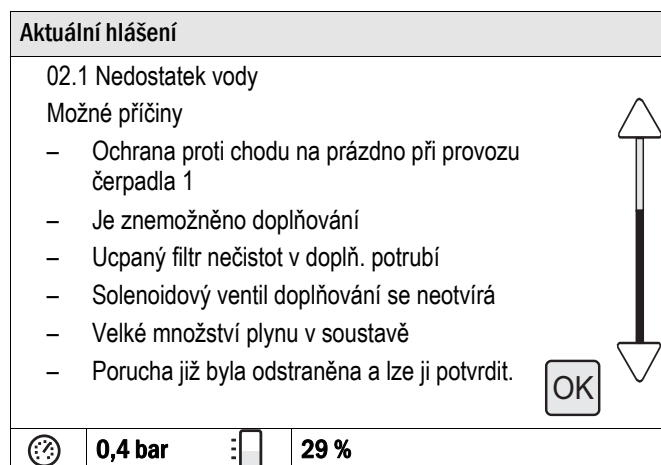 Aktuální hlášení
02.1 Nedostatek vody
Možné příčiny
– Ochrana proti chodu na prázdno při provozu
čerpadla 1
– Je znemožněno doplňování
– Ucpaný filtr nečistot v doplň. potrubí
– Solenoidový ventil doplňování se neotvírá
– Velké množství plynu v soustavě
– Porucha již byla odstraněna a lze ji potvrdit.
OK
0,4 bar 29 %